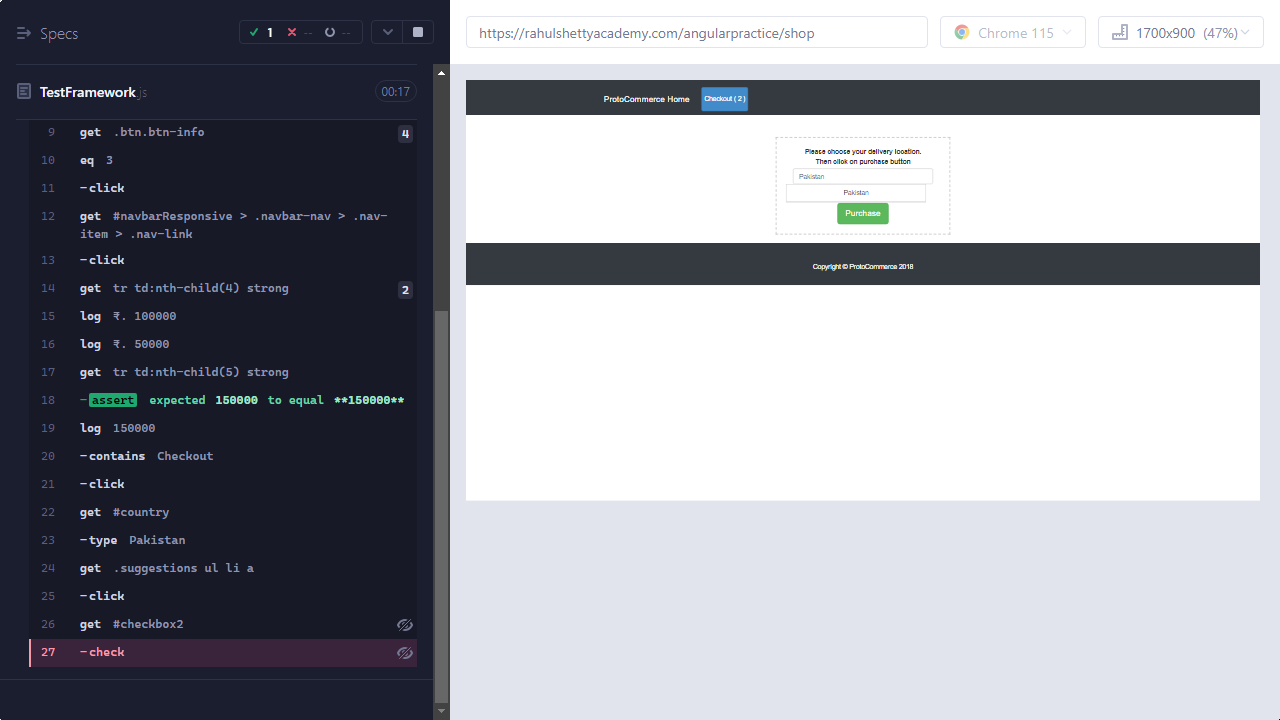 Specs
1
--
--
https://rahulshettyacademy.com/angularpractice/shop
Chrome 115
1700x900 (47%)
TestFramework.js
00:17
9 get .btn.btn-info 4
10 eq 3
11 -click
12 get #navbarResponsive > .navbar-nav > .nav-
item > .nav-link
13 -click
14 get tr td:nth-child(4) strong 2
15 log ₹. 100000
16 log ₹. 50000
17 get tr td:nth-child(5) strong
18 -assert expected 150000 to equal **150000**
19 log 150000
20 -contains Checkout
21 -click
22 get #country
23 -type Pakistan
24 get .suggestions ul li a
25 -click
26 get #checkbox2
27 -check
ProtoCommerce Home
Checkout ( 2 )
Please choose your delivery location.
Then click on purchase button
Pakistan
Pakistan
Purchase
Copyright © ProtoCommerce 2018